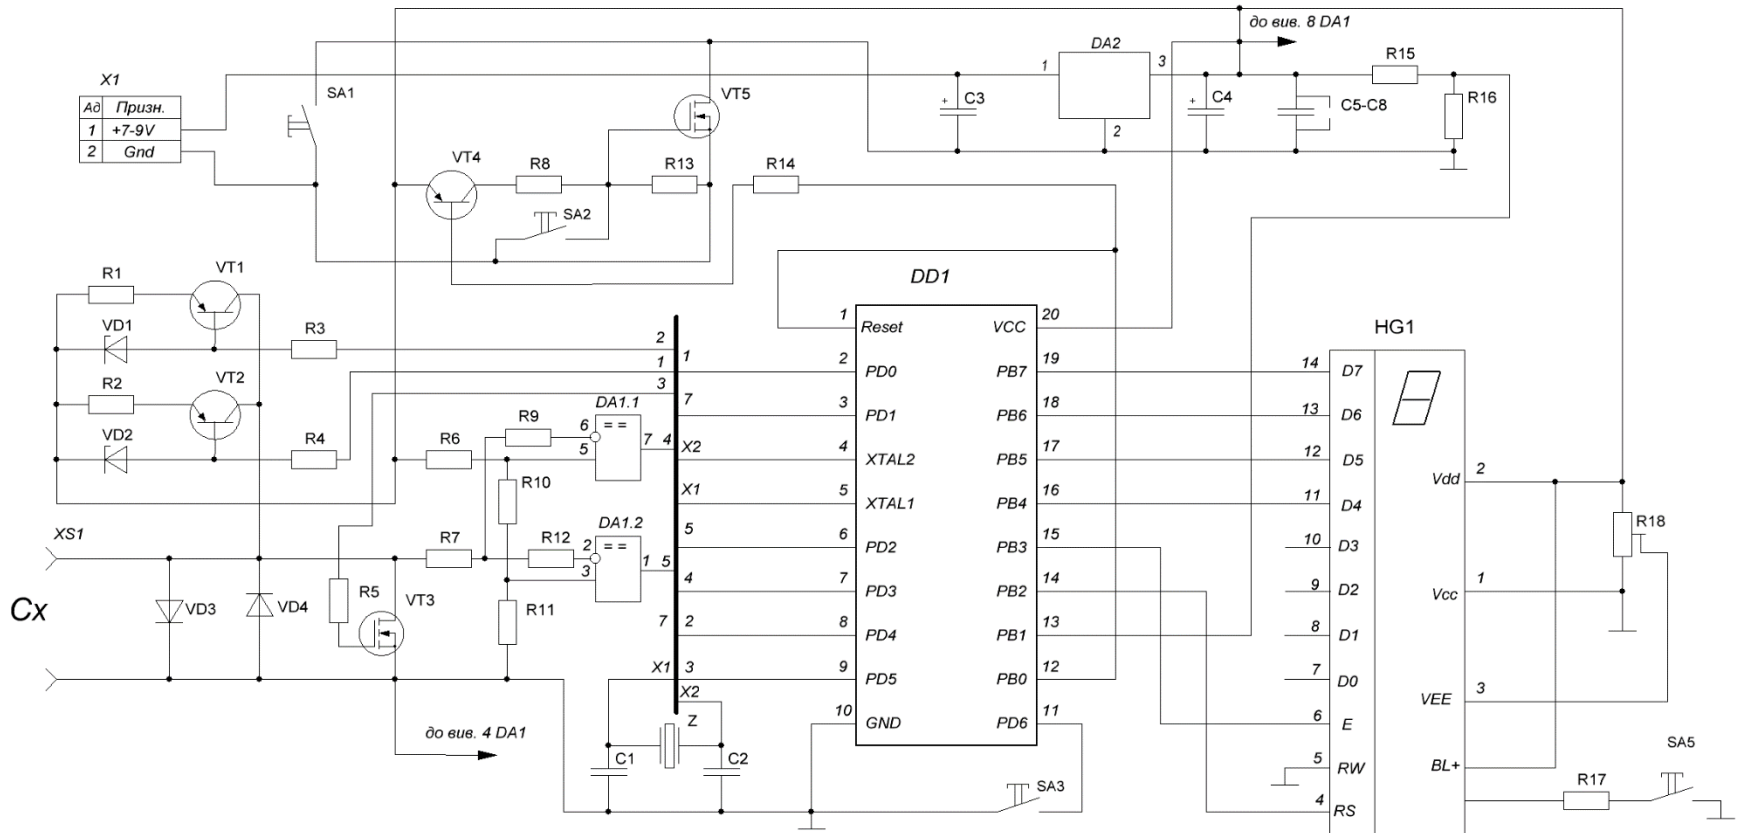 до вив. 8 DA1
X1
Ад Призн.
1 +7-9V
2 Gnd
SA1
VT5
C3
1 DA2 3
2
+
+
C4
C5-C8
R15
R16
VT4
R8
R13
R14
SA2
R1
VT1
VD1
R3
R2
VT2
VD2
R4
DD1
HG1
2
1
1
3
7
DA1.1
R9
6
5
= =
7 4
X2
R6
R10
X1
DA1.2
5
R7
R12
2
3
= =
1 5
4
R11
7 2
X1 3
X2
Z
C1
C2
XS1
Cx
VD3
VD4
R5
VT3
до вив. 4 DA1
1 Reset VCC 20
2 PD0 PB7 19
3 PD1 PB6 18
4 XTAL2 PB5 17
5 XTAL1 PB4 16
6 PD2 PB3 15
7 PD3 PB2 14
8 PD4 PB1 13
9 PD5 PB0 12
10 GND PD6 11
SA3
14 D7
13 D6
12 D5
11 D4
10 D3
9 D2
8 D1
7 D0
6 E
5 RW
4 RS
Vdd 2
Vcc 1
VEE 3
BL+
R18
R17
SA5